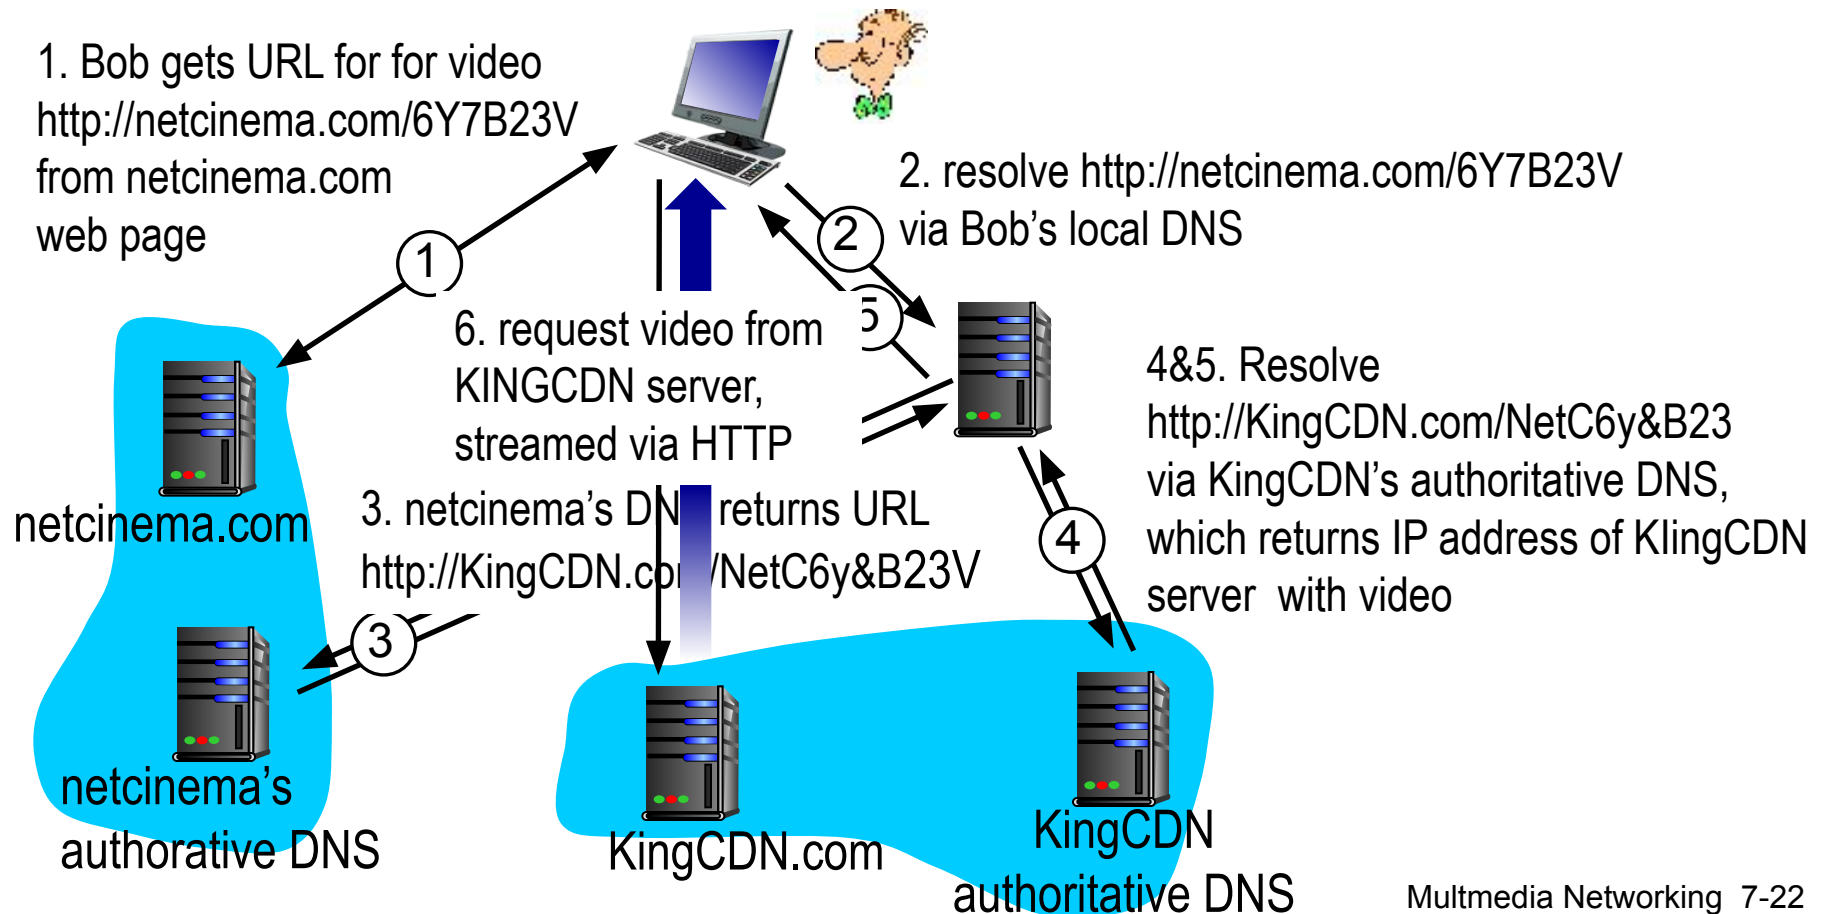 1. Bob gets URL for for video
http://netcinema.com/6Y7B23V
from netcinema.com
web page
2. resolve http://netcinema.com/6Y7B23V
via Bob's local DNS
1
2
5
6. request video from
KINGCDN server,
streamed via HTTP
4&5. Resolve
http://KingCDN.com/NetC6y&B23
via KingCDN's authoritative DNS,
which returns IP address of KIingCDN
server with video
netcinema.com
3. netcinema's DNS returns URL
http://KingCDN.com/NetC6y&B23V
4
3
netcinema's
authorative DNS
KingCDN.com
KingCDN
authoritative DNS
Multmedia Networking 7-22